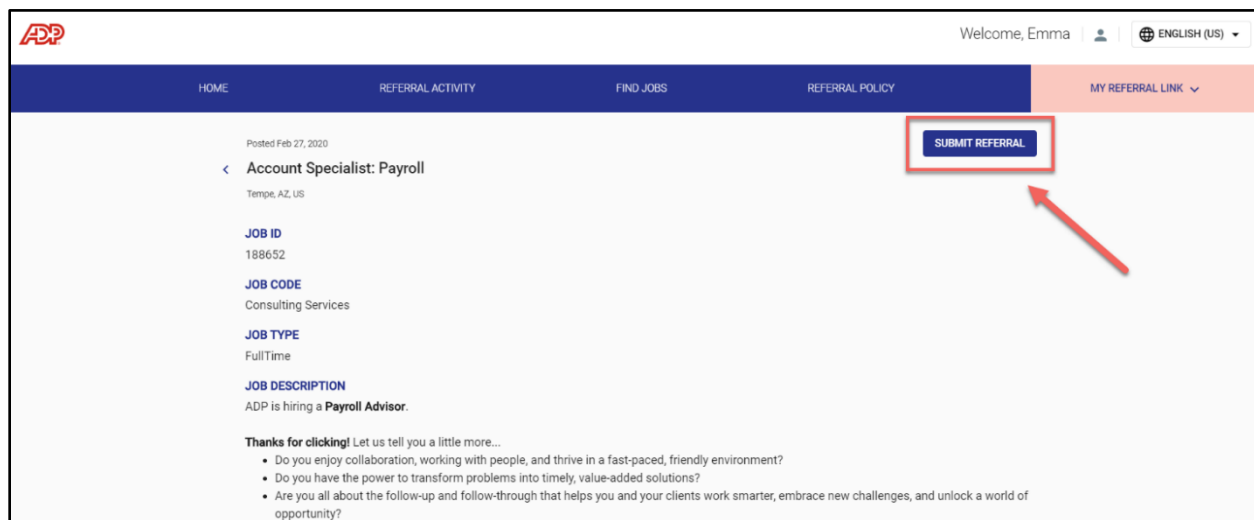 ADP
Welcome, Emma
ENGLISH (US)
HOME
REFERRAL ACTIVITY
FIND JOBS
REFERRAL POLICY
MY REFERRAL LINK
Posted Feb 27, 2020
SUBMIT REFERRAL
Account Specialist: Payroll
Tempe, AZ, US
JOB ID
188652
JOB CODE
Consulting Services
JOB TYPE
FullTime
JOB DESCRIPTION
ADP is hiring a Payroll Advisor.
Thanks for clicking! Let us tell you a little more...
• Do you enjoy collaboration, working with people, and thrive in a fast-paced, friendly environment?
• Do you have the power to transform problems into timely, value-added solutions?
• Are you all about the follow-up and follow-through that helps you and your clients work smarter, embrace new challenges, and unlock a world of
opportunity?